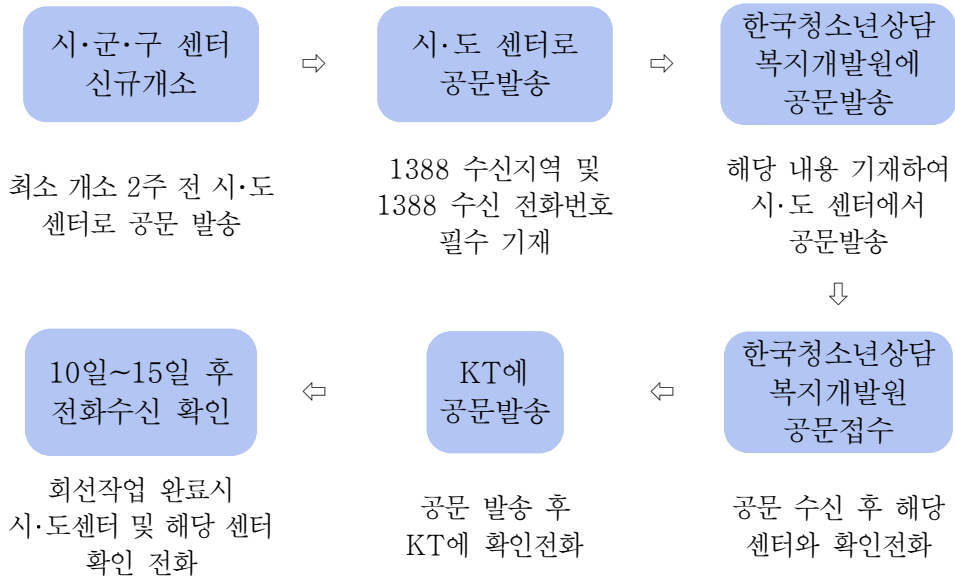 시·군·구 센터
신규개소
⇨
시·도 센터로
공문발송
⇨
한국청소년상담
복지개발원에
공문발송
최소 개소 2주 전 시·도
센터로 공문 발송
1388 수신지역 및
1388 수신 전화번호
필수 기재
해당 내용 기재하여
시·도 센터에서
공문발송
⇩
한국청소년상담
복지개발원
공문접수
⇦
KT에
공문발송
⇦
10일~15일 후
전화수신 확인
공문 수신 후 해당
센터와 확인전화
공문 발송 후
KT에 확인전화
회선작업 완료시
시·도센터 및 해당 센터
확인 전화